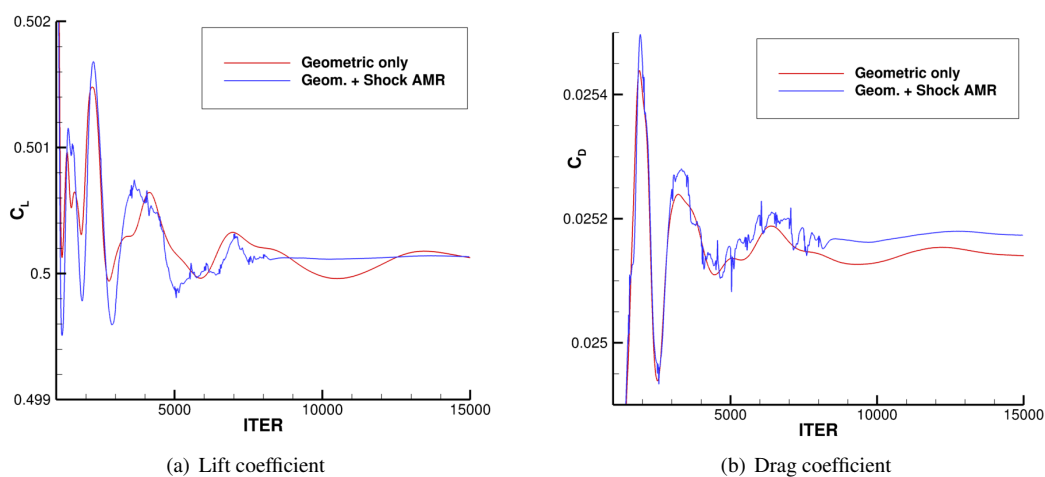 0.502
0.501
0.5
0.499
C_L
5000 10000 15000
ITER
Geometric only
Geom. + Shock AMR
(a) Lift coefficient
0.0254
0.0252
0.025
C_D
5000 10000 15000
ITER
Geometric only
Geom. + Shock AMR
(b) Drag coefficient